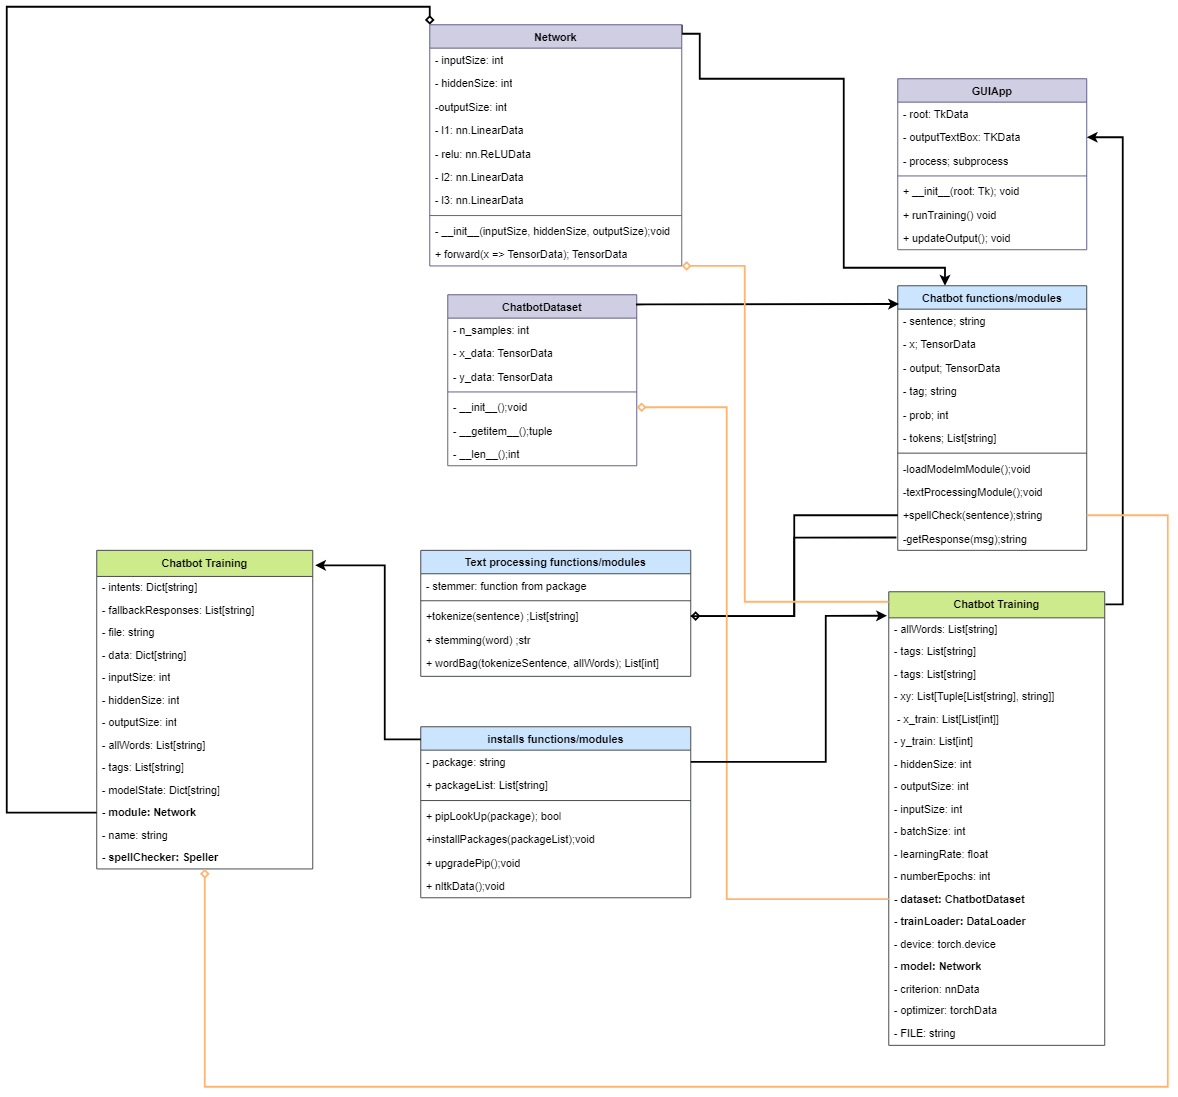 Network
- inputSize: int
- hiddenSize: int
-outputSize: int
- l1: nn.LinearData
- relu: nn.ReLUData
- l2: nn.LinearData
- l3: nn.LinearData
- __init__(inputSize, hiddenSize, outputSize);void
+ forward(x => TensorData); TensorData
GUIApp
- root: TkData
- outputTextBox: TKData
- process; subprocess
+ __init__(root: Tk); void
+ runTraining() void
+ updateOutput(); void
ChatbotDataset
- n_samples: int
- x_data: TensorData
- y_data: TensorData
- __init__();void
- __getitem__();tuple
- __len__();int
Chatbot functions/modules
- sentence; string
- x; TensorData
- output; TensorData
- tag; string
- prob; int
- tokens; List[string]
-loadModelmModule();void
-textProcessingModule();void
+spellCheck(sentence);string
-getResponse(msg);string
Chatbot Training
- intents: Dict[string]
- fallbackResponses: List[string]
- file: string
- data: Dict[string]
- inputSize: int
- hiddenSize: int
- outputSize: int
- allWords: List[string]
- tags: List[string]
- modelState: Dict[string]
- module: Network
- name: string
- spellChecker: Speller
Text processing functions/modules
- stemmer: function from package
+tokenize(sentence) ;List[string]
+ stemming(word) ;str
+ wordBag(tokenizeSentence, allWords); List[int]
installs functions/modules
- package: string
+ packageList: List[string]
+ pipLookUp(package); bool
+installPackages(packageList);void
+ upgradePip();void
+ nltkData();void
Chatbot Training
- allWords: List[string]
- tags: List[string]
- tags: List[string]
- xy: List[Tuple[List[string], string]]
- x_train: List[List[int]]
- y_train: List[int]
- hiddenSize: int
- outputSize: int
- inputSize: int
- batchSize: int
- learningRate: float
- numberEpochs: int
- dataset: ChatbotDataset
- trainLoader: DataLoader
- device: torch.device
- model: Network
- criterion: nnData
- optimizer: torchData
- FILE: string